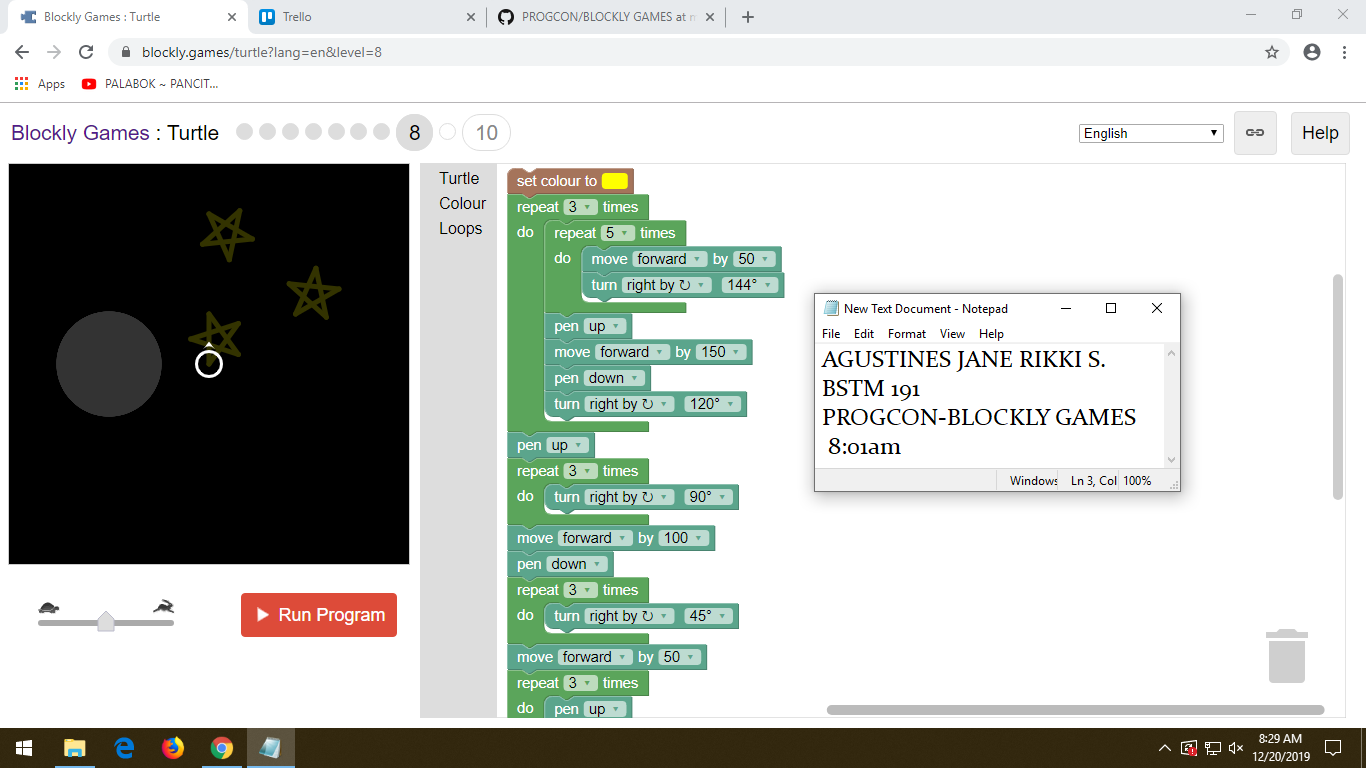 Blockly Games : Turtle
Trello
PROGCON/BLOCKLY GAMES at
blockly.games/turtle?lang=en&level=8
Apps
PALABOK ~ PANCIT...
Blockly Games : Turtle
8
10
English
Help
Turtle
Colour
Loops
set colour to
repeat 3 times
do repeat 5 times
do move forward by 50
turn right by ↻ 144°
pen up
move forward by 150
pen down
turn right by ↻ 120°
pen up
repeat 3 times
do turn right by ↻ 90°
move forward by 100
pen down
repeat 3 times
do turn right by ↻ 45°
move forward by 50
repeat 3 times
do pen up
Run Program
New Text Document - Notepad
File Edit Format View Help
AGUSTINES JANE RIKKI S.
BSTM 191
PROGCON-BLOCKLY GAMES
8:01am
Windows
Ln 3, Col
100%
8:29 AM
12/20/2019